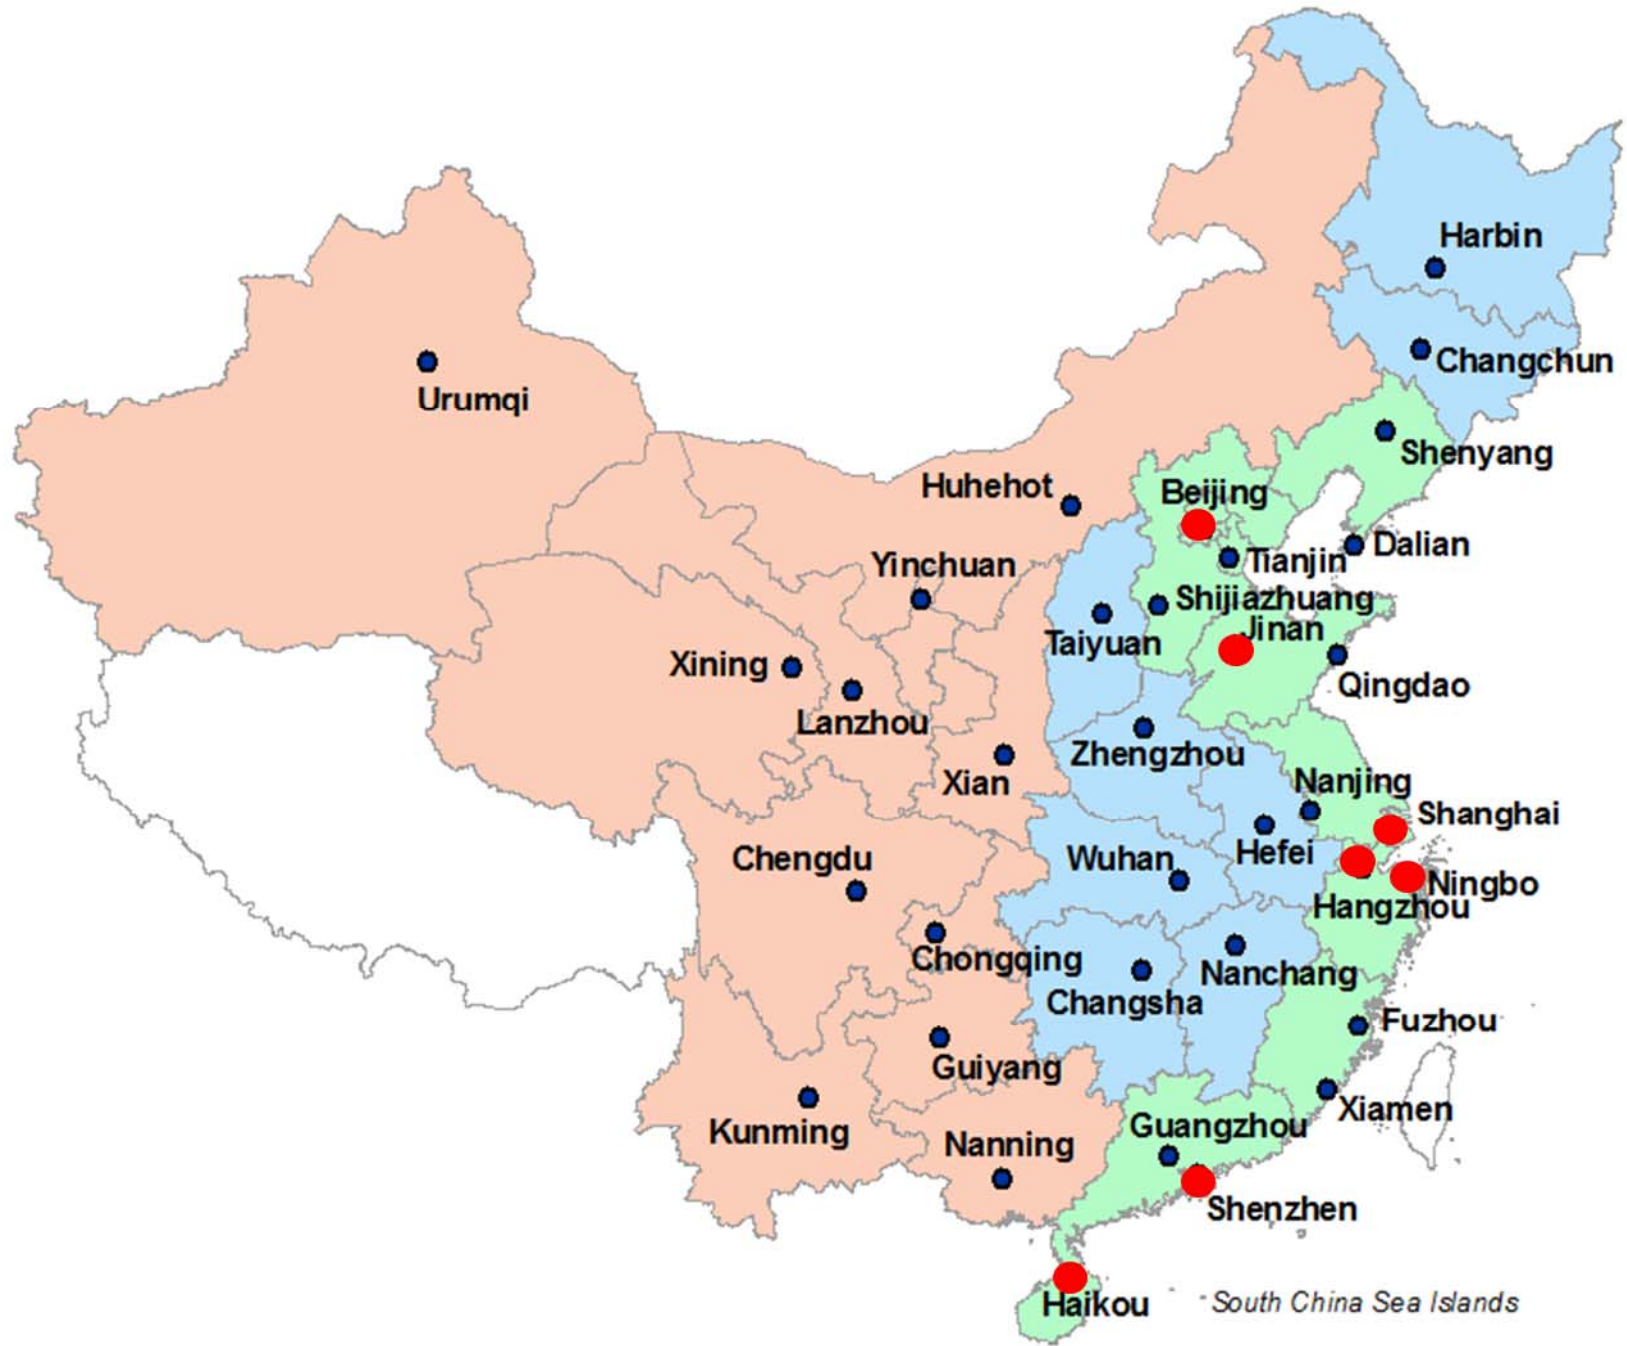 Harbin
Changchun
Urumqi
Shenyang
Huhehot
Beijing
Dalian
Tianjin
Yinchuan
Shijiazhuang
Jinan
Taiyuan
Xining
Qingdao
Lanzhou
Zhengzhou
Xian
Nanjing
Shanghai
Hefei
Wuhan
Chengdu
Ningbo
Hangzhou
Chongqing
Nanchang
Changsha
Fuzhou
Guiyang
Xiamen
Guangzhou
Kunming
Nanning
Shenzhen
Haikou
South China Sea Islands